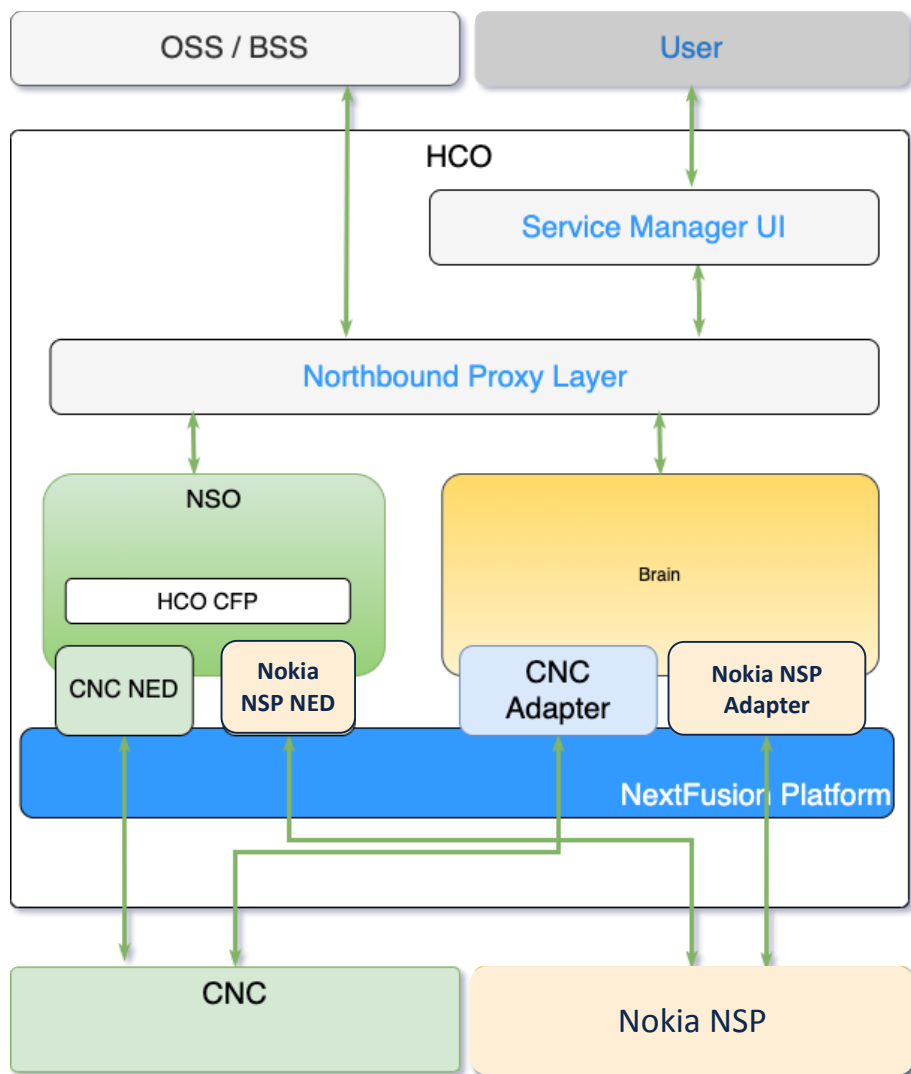 OSS / BSS
User
HCO
Service Manager UI
Northbound Proxy Layer
NSO
HCO CFP
Brain
CNC NED
Nokia
NSP NED
CNC
Adapter
Nokia NSP
Adapter
NextFusion Platform
CNC
Nokia NSP